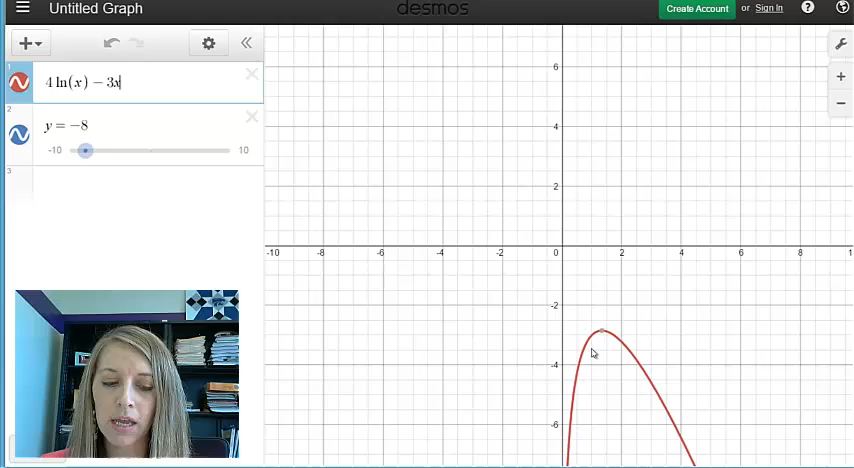 Untitled Graph
desmos
Create Account or Sign In
1
4 ln(x) − 3x
2
y = −8
-10
10
3
6
4
2
-10 -8 -6 -4 -2 0 2 4 6 8 1
-2
-4
-6